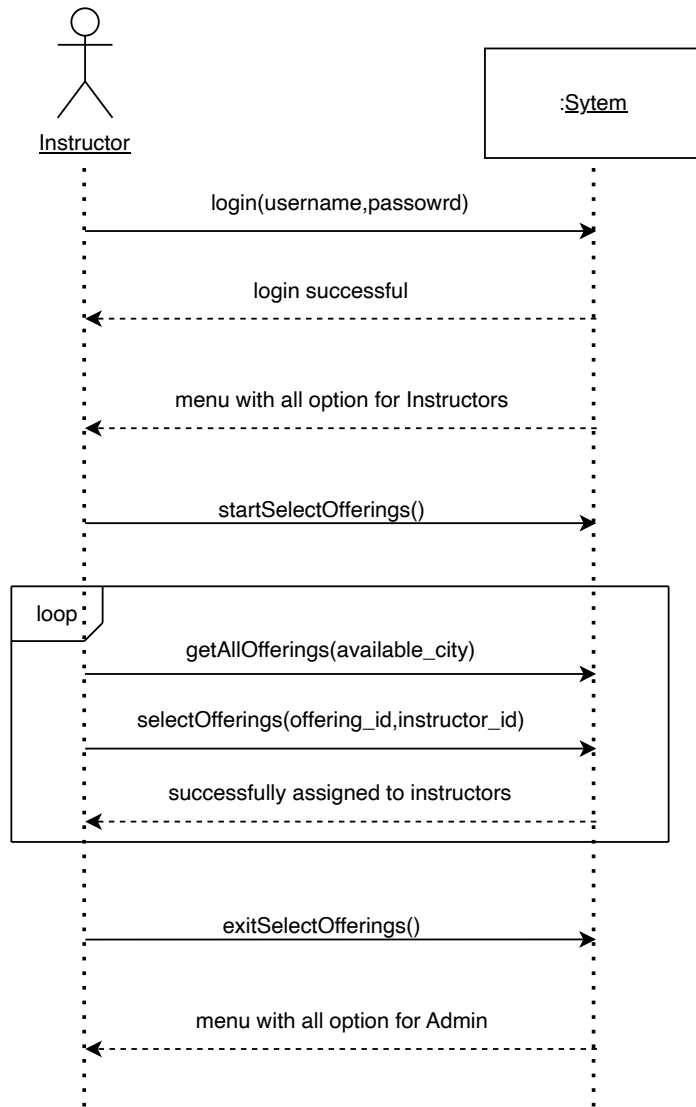 Instructor
:Sytem
login(username,passowrd)
login successful
menu with all option for Instructors
startSelectOfferings()
loop
getAllOfferings(available_city)
selectOfferings(offering_id,instructor_id)
successfully assigned to instructors
exitSelectOfferings()
menu with all option for Admin